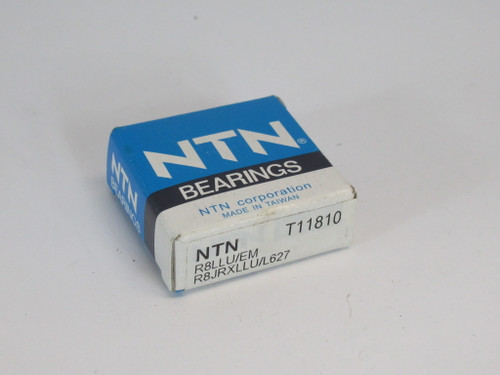 NTN®
BEARINGS
NTN corporation
MADE IN TAIWAN
NTN
BEARINGS
NTN T11810
R8LLU/EM
R8JRXLLU/L627